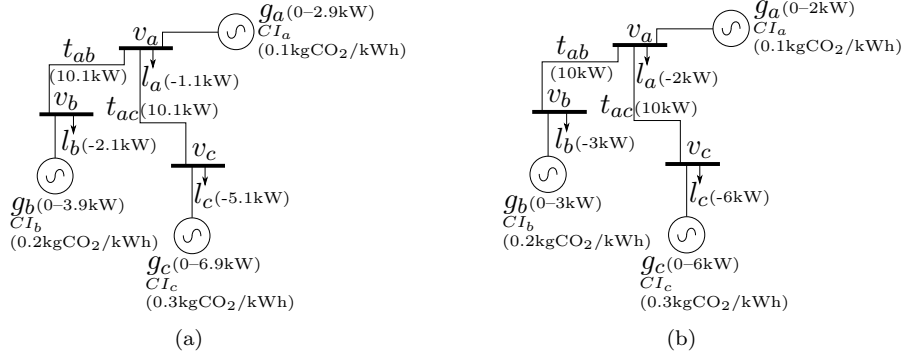 g_a (0–2.9kW)
CI_a
(0.1kgCO₂/kWh)
v_a
t_ab
(10.1kW)
l_a (-1.1kW)
v_b
t_ac (10.1kW)
l_b (-2.1kW)
v_c
g_b (0–3.9kW)
CI_b
(0.2kgCO₂/kWh)
l_c (-5.1kW)
g_c (0–6.9kW)
CI_c
(0.3kgCO₂/kWh)
(a)
g_a (0–2kW)
CI_a
(0.1kgCO₂/kWh)
v_a
t_ab
(10kW)
l_a (-2kW)
v_b
t_ac (10kW)
l_b (-3kW)
v_c
g_b (0–3kW)
CI_b
(0.2kgCO₂/kWh)
l_c (-6kW)
g_c (0–6kW)
CI_c
(0.3kgCO₂/kWh)
(b)